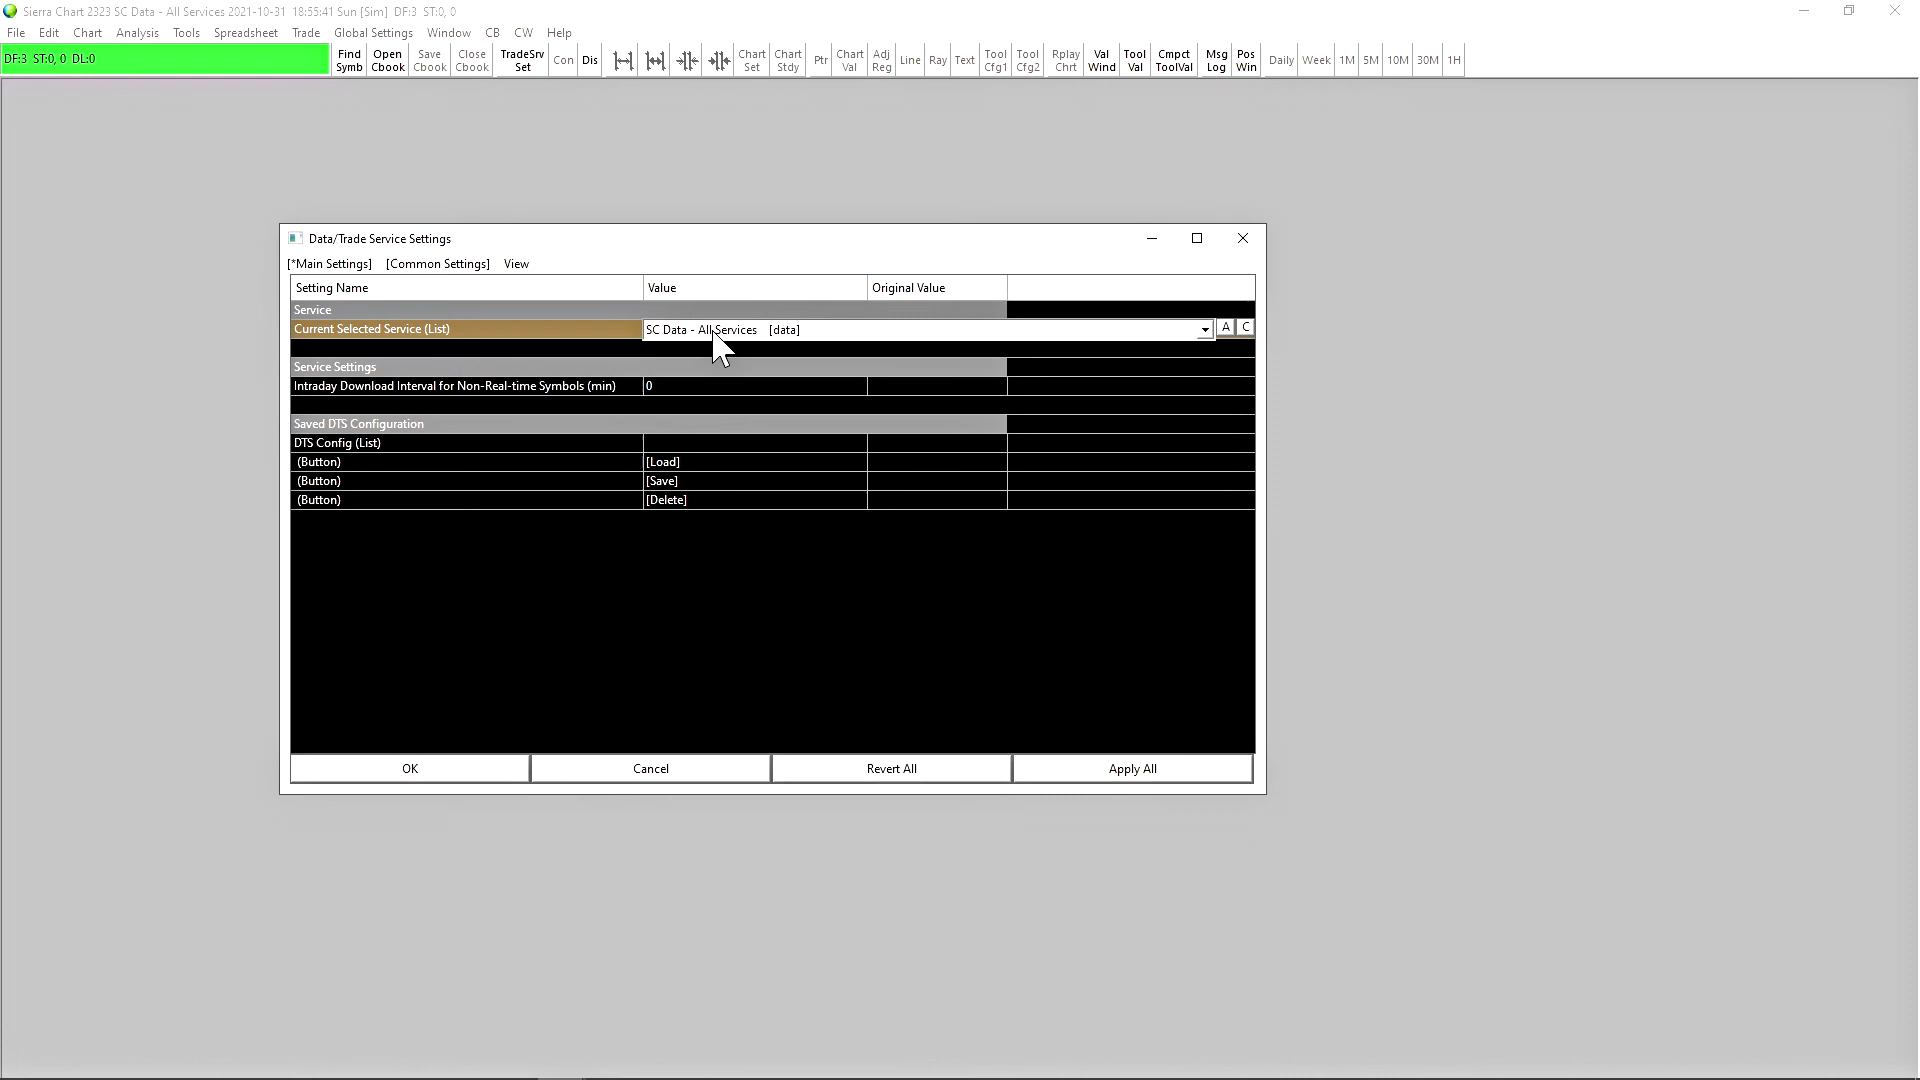 Sierra Chart 2323 SC Data - All Services 2021-10-31 18:55:41 Sun [Sim] DF:3 ST:0, 0
File Edit Chart Analysis Tools Spreadsheet Trade Global Settings Window CB CW Help
DF:3 ST:0, 0 DL:0
Find Symb Open Cbook Save Cbook Close Cbook TradeSrv Set Con Dis Chart Set Chart Stdy Ptr Chart Val Adj Reg Line Ray Text Tool Cfg1 Tool Cfg2 Rplay Chrt Val Wind Tool Val Cmpct ToolVal Msg Log Pos Win Daily Week 1M 5M 10M 30M 1H
Data/Trade Service Settings
[*Main Settings] [Common Settings] View
Setting Name Value Original Value
Service
Current Selected Service (List) SC Data - All Services [data] A C
Service Settings
Intraday Download Interval for Non-Real-time Symbols (min) 0
Saved DTS Configuration
DTS Config (List)
(Button) [Load]
(Button) [Save]
(Button) [Delete]
OK Cancel Revert All Apply All